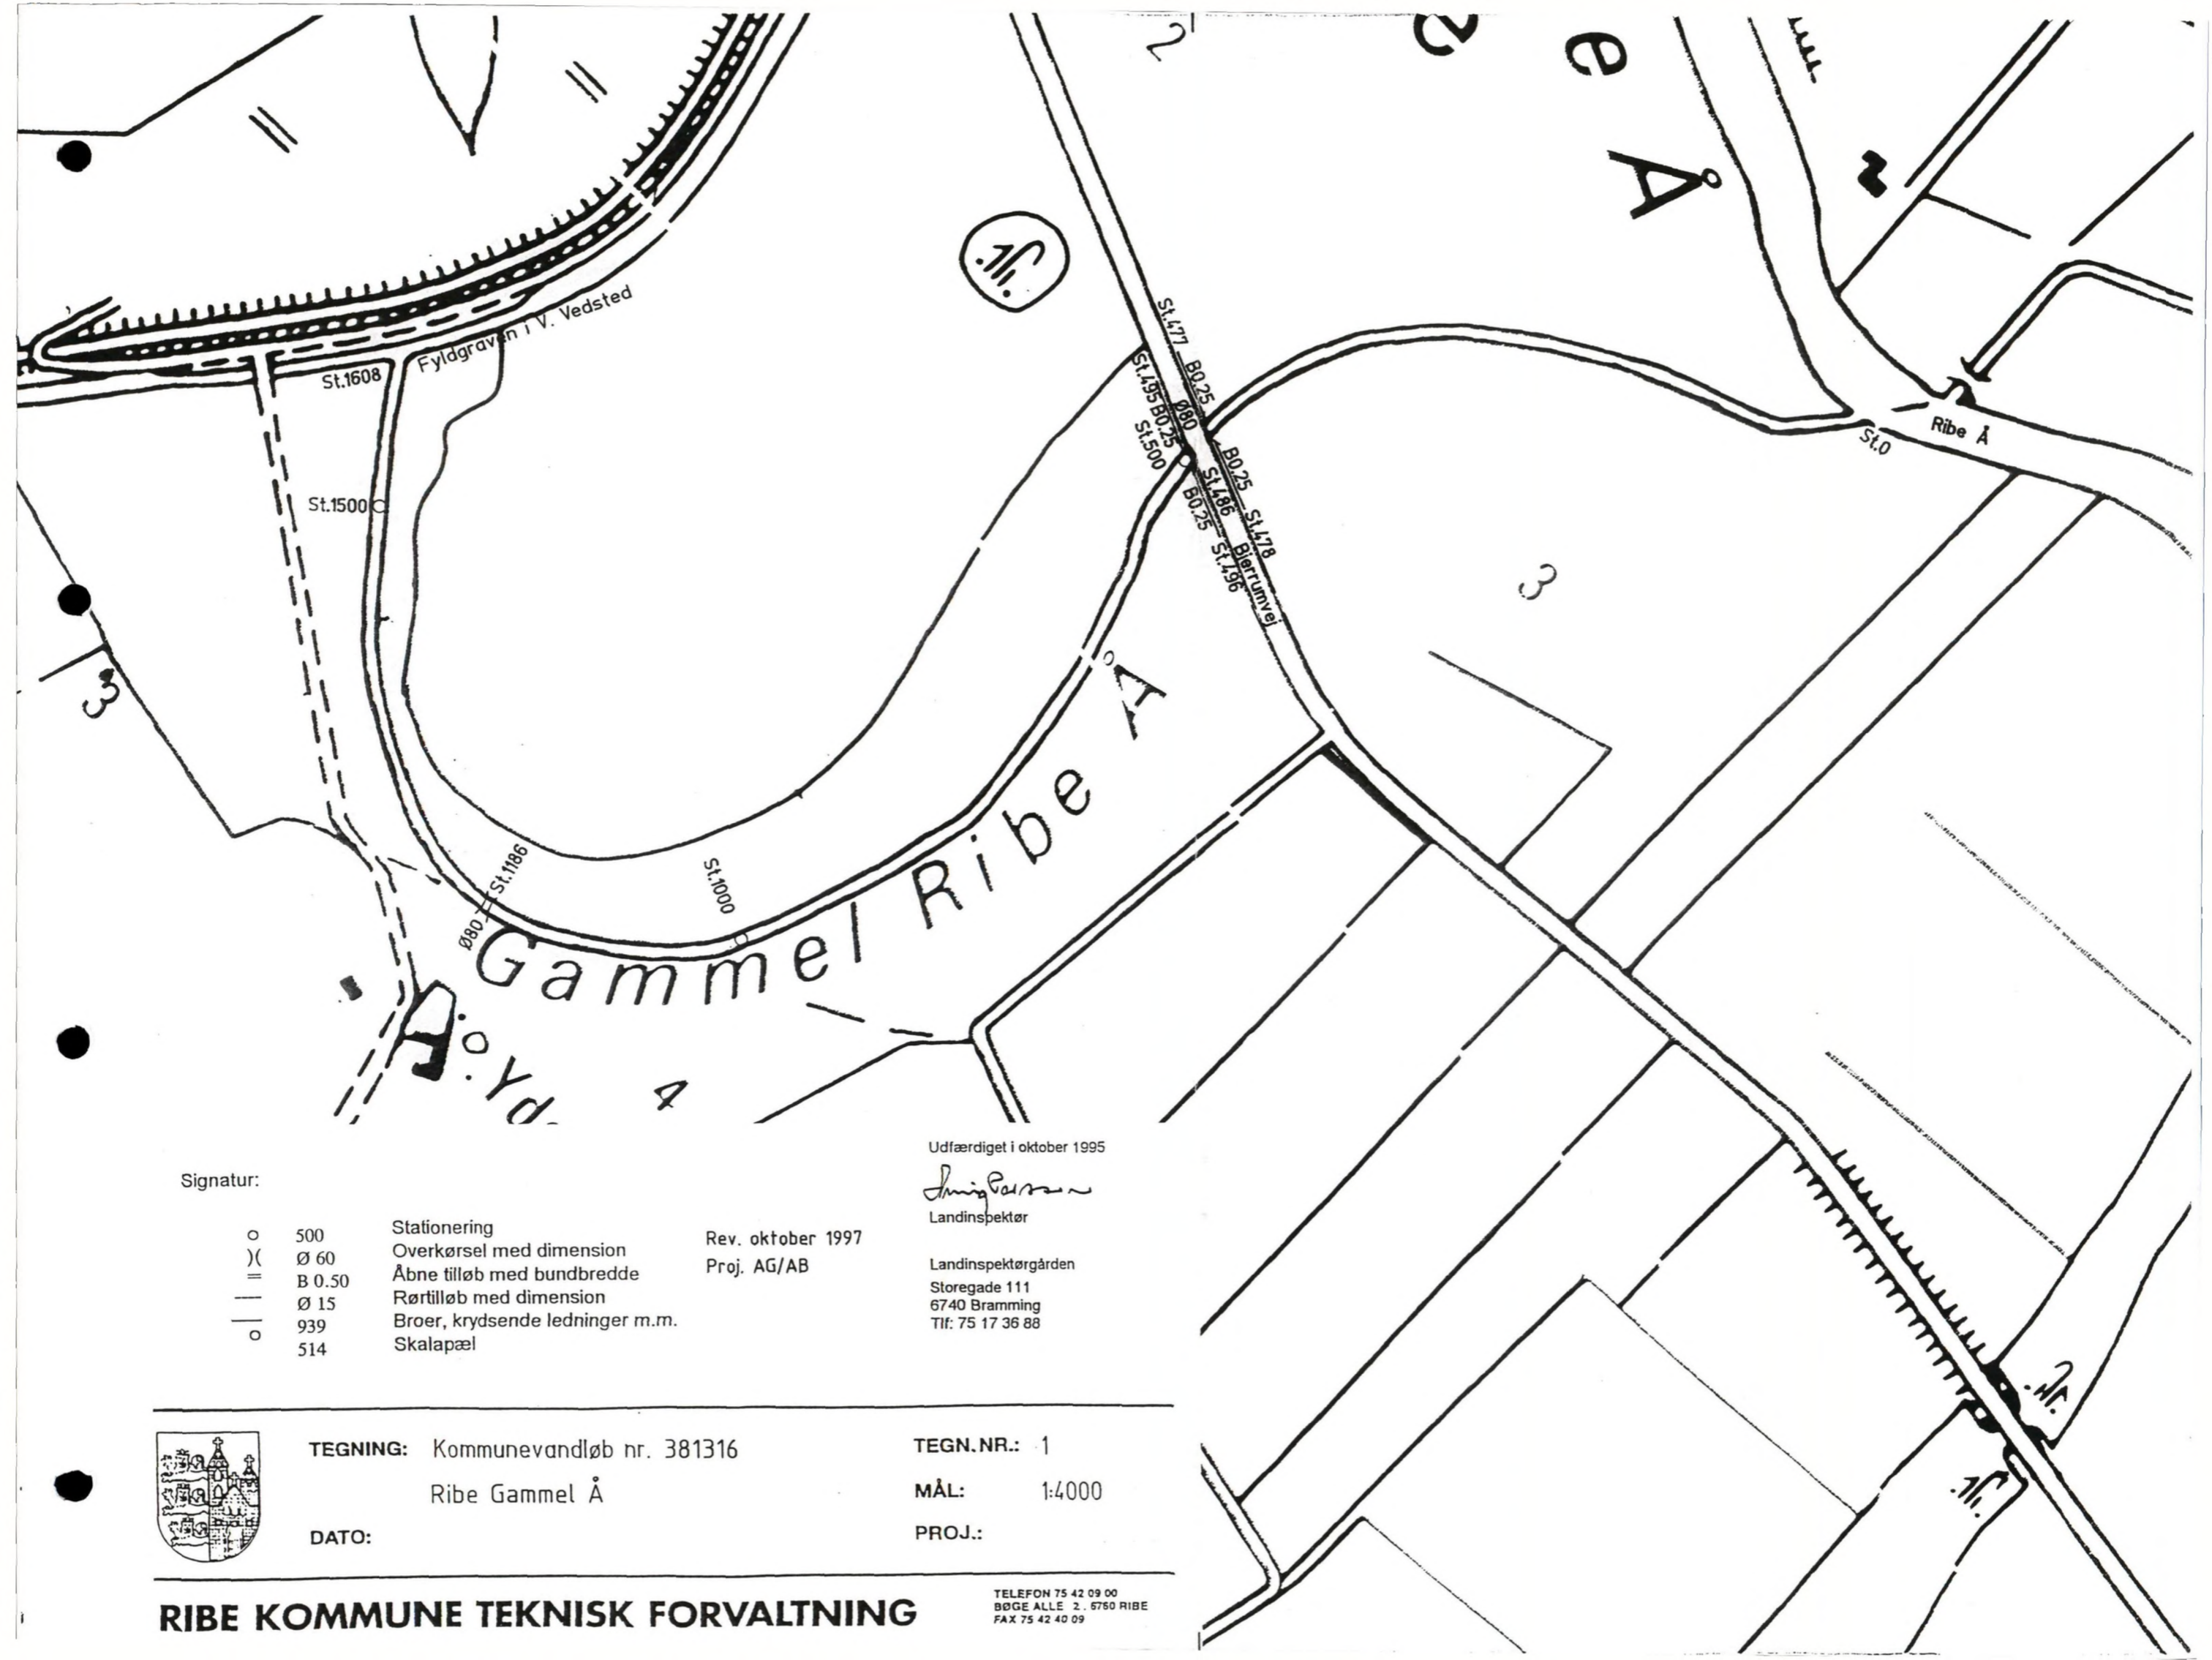 2
e
e
Å
Fyldgraven i V. Vedsted
St.1608
St.477
B0.25
St.495
Ø80
B0.25
St.500
B0.25
St.486
St.478
B0.25
St.496
Bjerrumvej
Ribe Å
St.0
St.1500
3
3
Gammel Ribe Å
St.1186
Ø80
St.1000
Å
Yd
4
Udfærdiget i oktober 1995
Landinspektør
Signatur:
o 500 Stationering
)( Ø 60 Overkørsel med dimension
= B 0.50 Åbne tilløb med bundbredde
— Ø 15 Rørtilløb med dimension
— 939 Broer, krydsende ledninger m.m.
o 514 Skalapæl
Rev. oktober 1997
Proj. AG/AB
Landinspektørgården
Storegade 111
6740 Bramming
Tlf: 75 17 36 88
TEGNING: Kommunevandløb nr. 381316
Ribe Gammel Å
DATO:
TEGN.NR.: 1
MÅL: 1:4000
PROJ.:
RIBE KOMMUNE TEKNISK FORVALTNING
TELEFON 75 42 09 00
BØGE ALLE 2 . 6760 RIBE
FAX 75 42 40 09